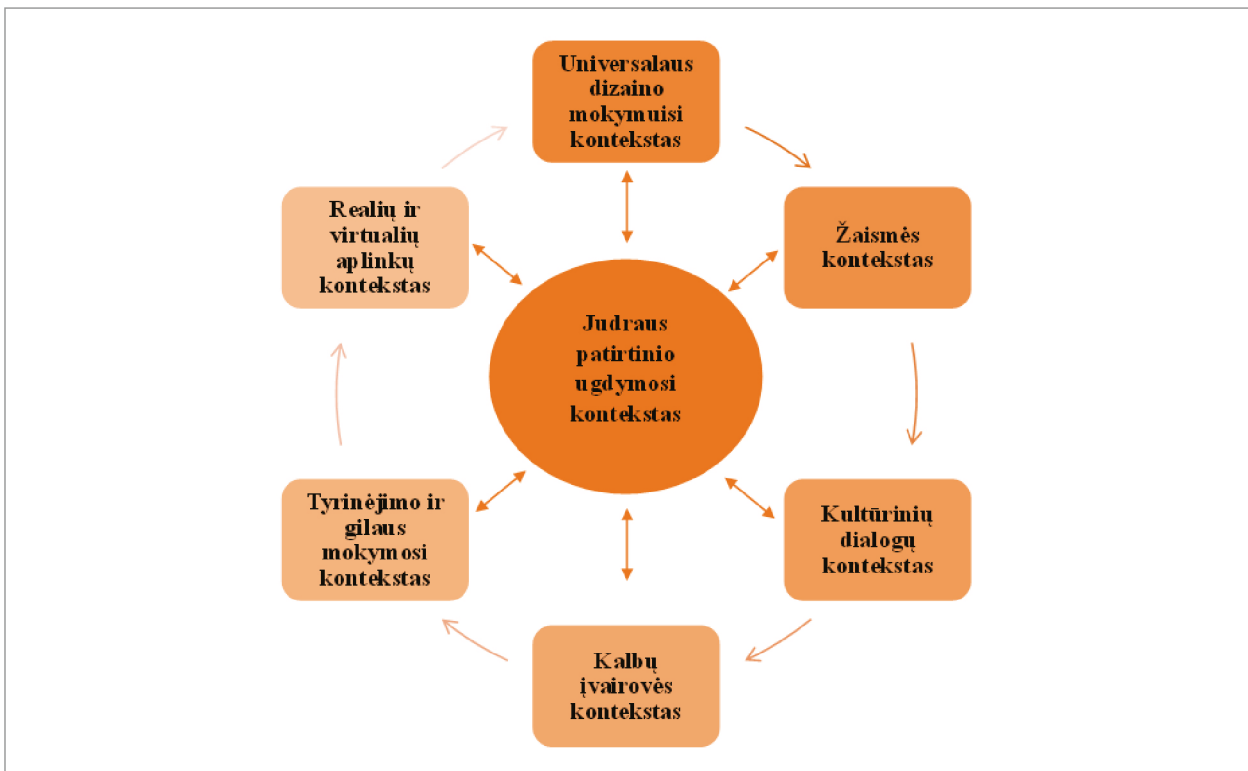 Universalaus
dizaino
mokymuisi
kontekstas
Žaismės
kontekstas
Kultūrinių
dialogų
kontekstas
Kalbų
įvairovės
kontekstas
Tyrinėjimo ir
gilaus
mokymosi
kontekstas
Realių ir
virtualių
aplinkų
kontekstas
Judraus
patirtinio
ugdymosi
kontekstas